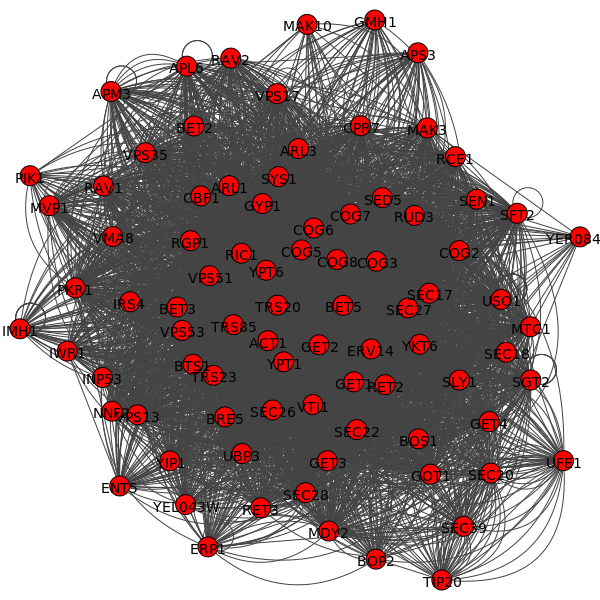 MAK10
GMH1
APS3
RAV2
APL6
APM3
VPS17
BET2
CPR7
MAK3
VPS35
ARL3
RCE1
PIK1
RAV1
ARL1
SYS1
CBF1
GYP1
SED5
SEN1
MVP1
COG7
RUD3
SFT2
VMA8
RGP1
COG6
YER084
RIC1
COG5
COG2
VPS51
YPT6
COG8
COG3
PKR1
IRS4
BET3
TRS20
BET5
SEC17
SEC27
USO1
IMH1
VPS53
TRS85
MTC1
IWR1
ACT1
GET2
ERV14
YKT6
SEC18
BTS1
YPT1
INP53
TRS23
GET1
RET2
SLY1
SGT2
NNF2
VPS13
BRE5
SEC26
VTI1
GET4
SEC22
BOS1
YIP1
UBP3
GET3
UFE1
ENT5
GOT1
SEC20
YEL043W
RET3
SEC28
MDY2
SEC39
ERP1
BOP2
TIP20